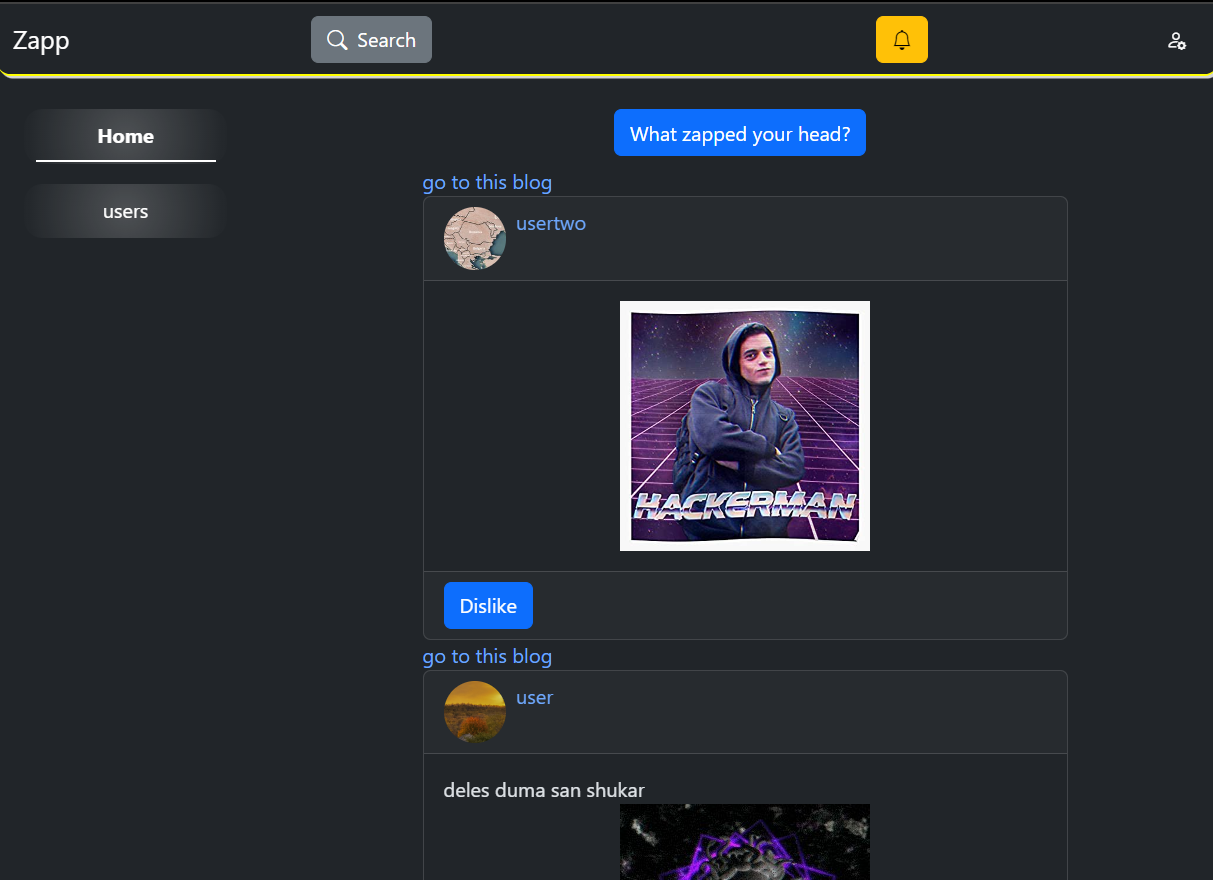 Zapp
Search
Home
users
What zapped your head?
go to this blog
usertwo
HACKERMAN
Dislike
go to this blog
user
deles duma san shukar